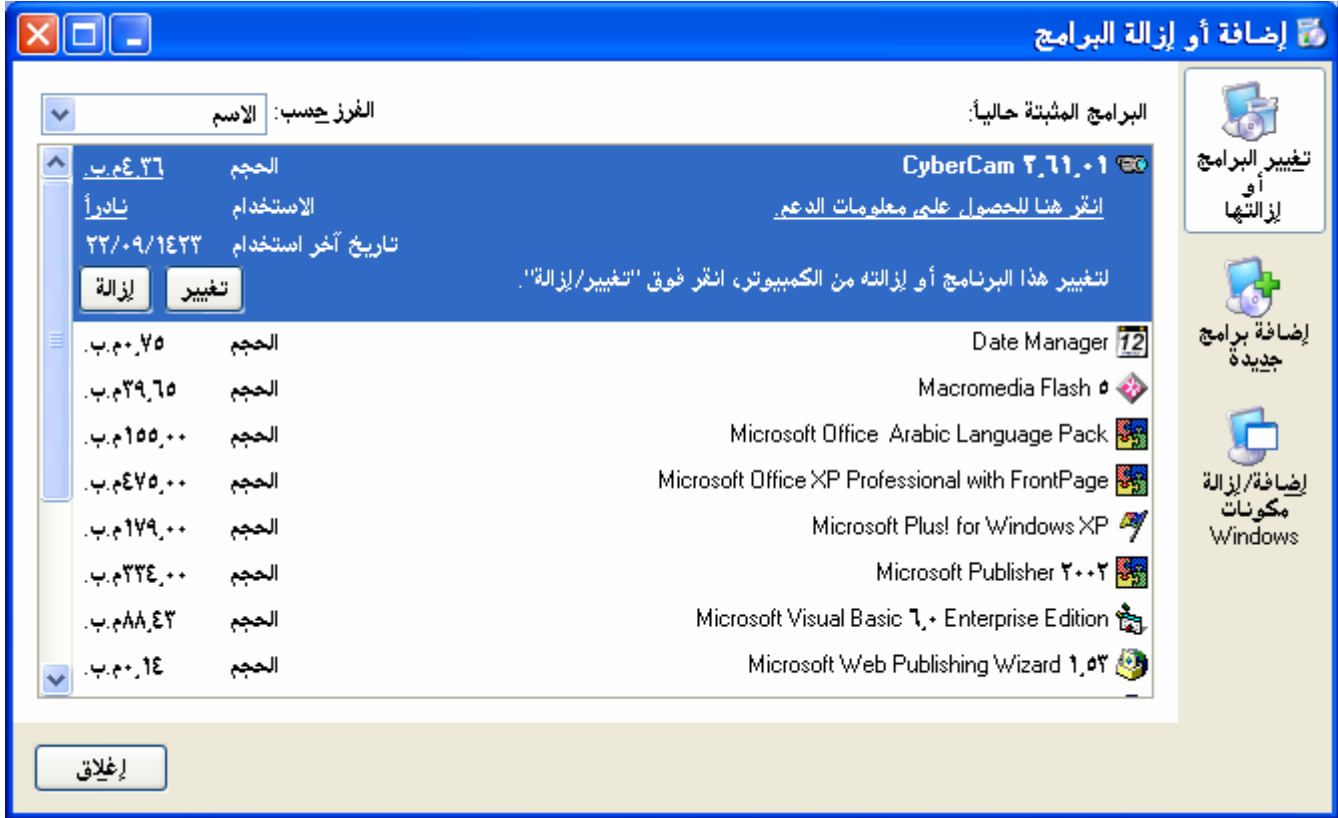 إضافة أو إزالة البرامج
تغيير البرامج
أو
إزالتها
إضافة برامج
جديدة
إضافة/إزالة
مكونات
Windows
البرامج المثبتة حالياً: الفرز حسب: الاسم
CyberCam ٣,٦١,٠١ الحجم ٤,٣٦م.ب.
انقر هنا للحصول على معلومات الدعم. الاستخدام نادراً
تاريخ آخر استخدام ٢٢/٠٩/١٤٢٣
لتغيير هذا البرنامج أو إزالته من الكمبيوتر، انقر فوق "تغيير/إزالة". تغيير إزالة
12 Date Manager الحجم ٠,٧٥م.ب.
Macromedia Flash ٥ الحجم ٣٩,٦٥م.ب.
Microsoft Office Arabic Language Pack الحجم ١٥٥,٠٠م.ب.
Microsoft Office XP Professional with FrontPage الحجم ٤٧٥,٠٠م.ب.
Microsoft Plus! for Windows XP الحجم ١٧٩,٠٠م.ب.
Microsoft Publisher ٢٠٠٢ الحجم ٣٣٤,٠٠م.ب.
Microsoft Visual Basic ٦,٠ Enterprise Edition الحجم ٨٨,٤٣م.ب.
Microsoft Web Publishing Wizard ١,٥٣ الحجم ٠,١٤م.ب.
إغلاق